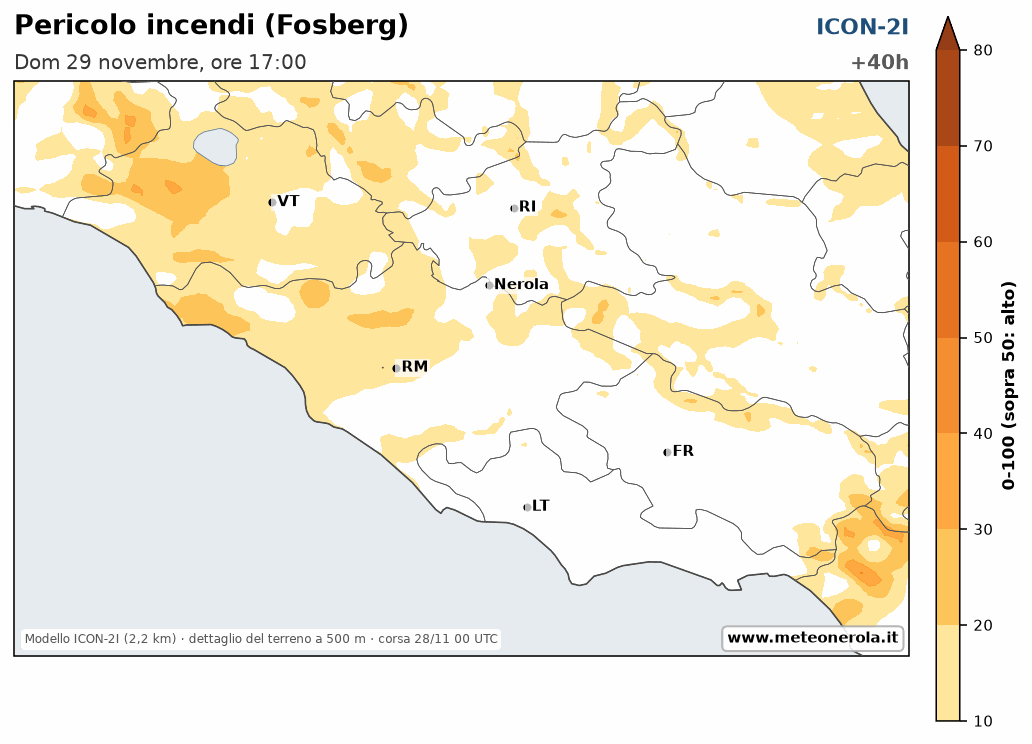 Pericolo incendi (Fosberg)
ICON-2I
Dom 29 novembre, ore 17:00
+40h
VT
RI
Nerola
RM
FR
LT
Modello ICON-2I (2,2 km) · dettaglio del terreno a 500 m · corsa 28/11 00 UTC
www.meteonerola.it
80
70
60
50
40
30
20
10
0-100 (sopra 50: alto)